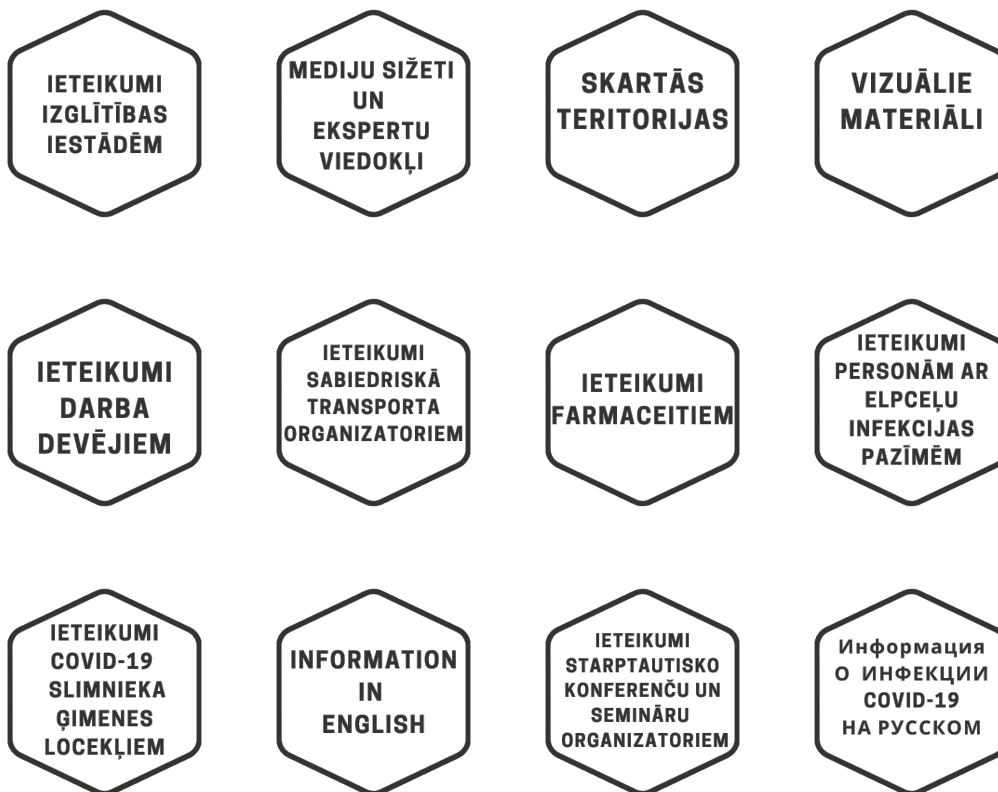 IETEIKUMI
IZGLĪTĪBAS
IESTĀDĒM
MEDIJU SIŽETI
UN
EKSPERTU
VIEDOKĻI
SKARTĀS
TERITORIJAS
VIZUĀLIE
MATERIĀLI
IETEIKUMI
DARBA
DEVĒJIEM
IETEIKUMI
SABIEDRISKĀ
TRANSPORTA
ORGANIZATORIEM
IETEIKUMI
FARMACEITIEM
IETEIKUMI
PERSONĀM AR
ELPCEĻU
INFEKCIJAS
PAZĪMĒM
IETEIKUMI
COVID-19
SLIMNIEKA
ĢIMENES
LOCEKĻIEM
INFORMATION
IN
ENGLISH
IETEIKUMI
STARPTAUTISKO
KONFERENČU UN
SEMINĀRU
ORGANIZATORIEM
Информация
О ИНФЕКЦИИ
COVID-19
НА РУССКОМ